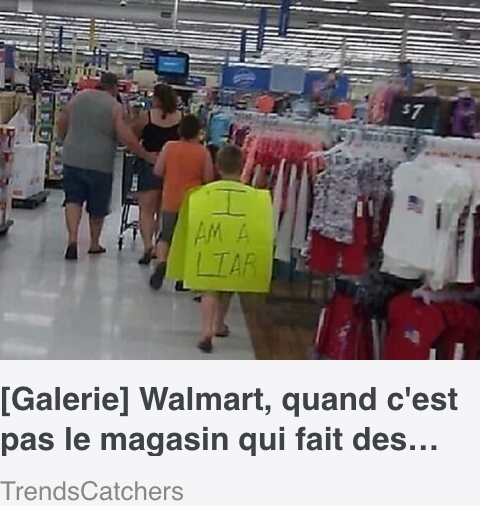 $7
I
AM A
LIAR
[Galerie] Walmart, quand c'est
pas le magasin qui fait des...
TrendsCatchers